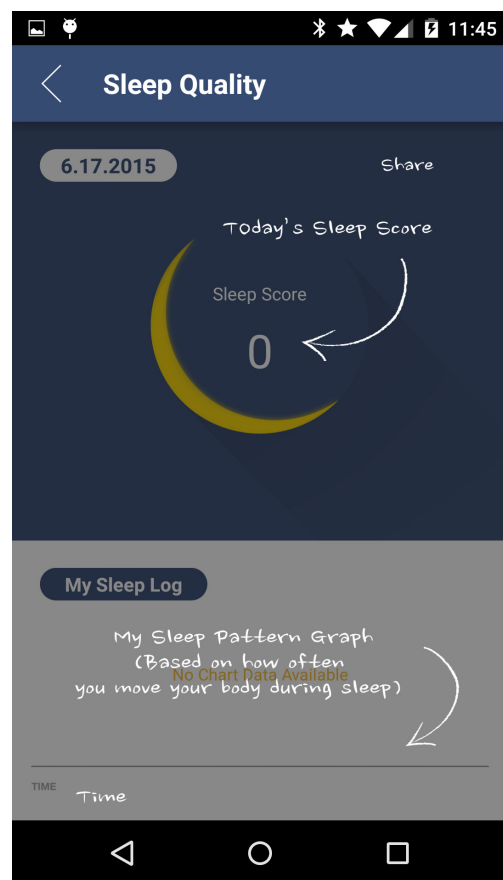 11:45
Sleep Quality
6.17.2015
Share
Today's Sleep Score
Sleep Score
0
My Sleep Log
My Sleep Pattern Graph
(Based on how often
No Chart Data Available
you move your body during sleep)
TIME
Time